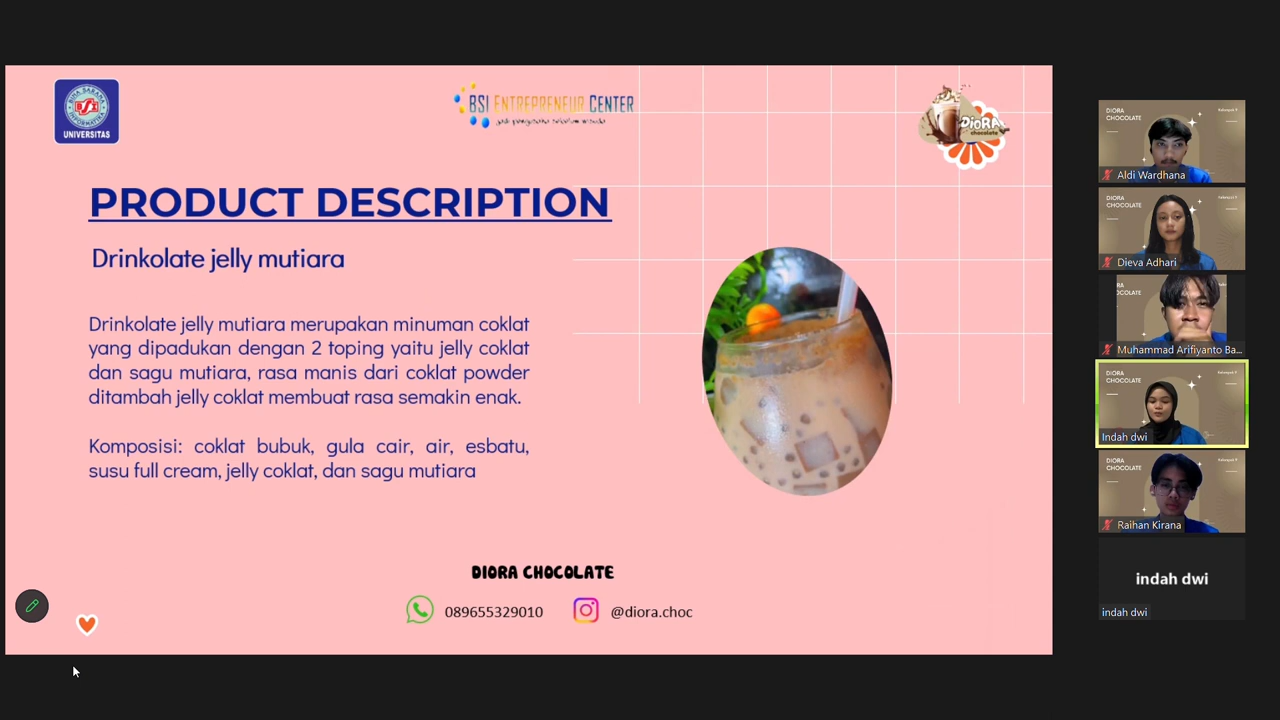 UNIVERSITAS
BSI ENTREPRENEUR CENTER
DioRA
chocolate
PRODUCT DESCRIPTION
Drinkolate jelly mutiara
Drinkolate jelly mutiara merupakan minuman coklat
yang dipadukan dengan 2 toping yaitu jelly coklat
dan sagu mutiara, rasa manis dari coklat powder
ditambah jelly coklat membuat rasa semakin enak.
Komposisi: coklat bubuk, gula cair, air, esbatu,
susu full cream, jelly coklat, dan sagu mutiara
DIORA CHOCOLATE
089655329010
@diora.choc
DIORA
CHOCOLATE
Aldi Wardhana
DIORA
CHOCOLATE
Dieva Adhari
Muhammad Arifiyanto Ba...
DIORA
CHOCOLATE
Indah dwi
DIORA
CHOCOLATE
Raihan Kirana
indah dwi
indah dwi